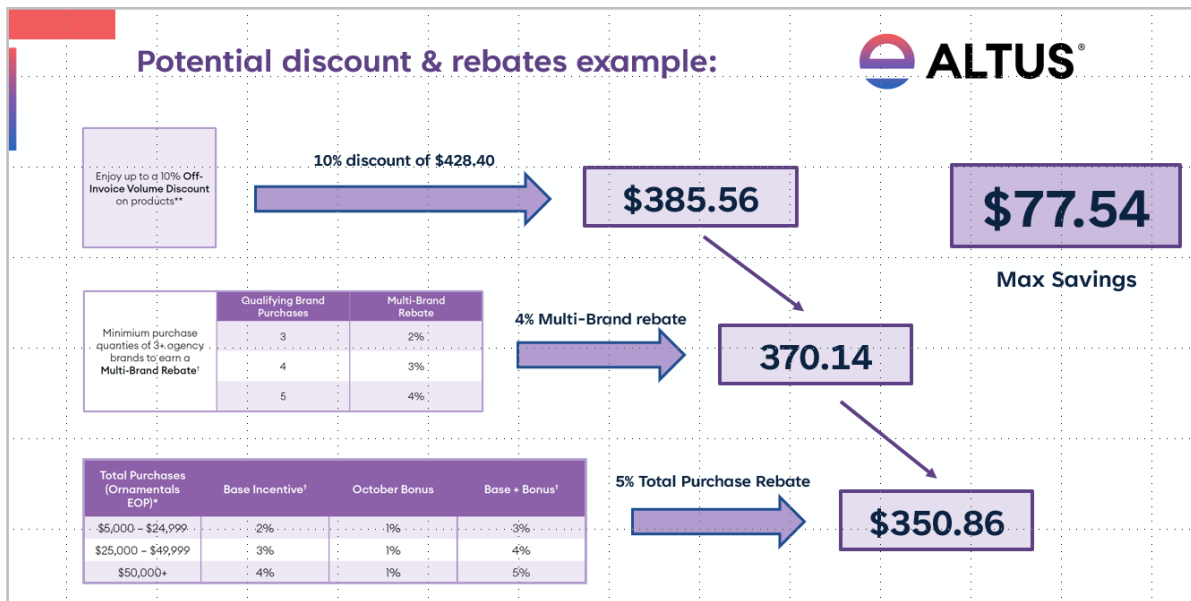 Potential discount & rebates example:
ALTUS®
Enjoy up to a 10% Off-
Invoice Volume Discount
on products**
10% discount of $428.40
$385.56
$77.54
Max Savings
Minimum purchase
quanties of 3+ agency
brands to earn a
Multi-Brand Rebate†
Qualifying Brand
Purchases
Multi-Brand
Rebate
3 2%
4 3%
5 4%
4% Multi-Brand rebate
370.14
Total Purchases
(Ornamentals
EOP)*
Base Incentive†
October Bonus
Base + Bonus†
$5,000 – $24,999 2% 1% 3%
$25,000 – $49,999 3% 1% 4%
$50,000+ 4% 1% 5%
5% Total Purchase Rebate
$350.86